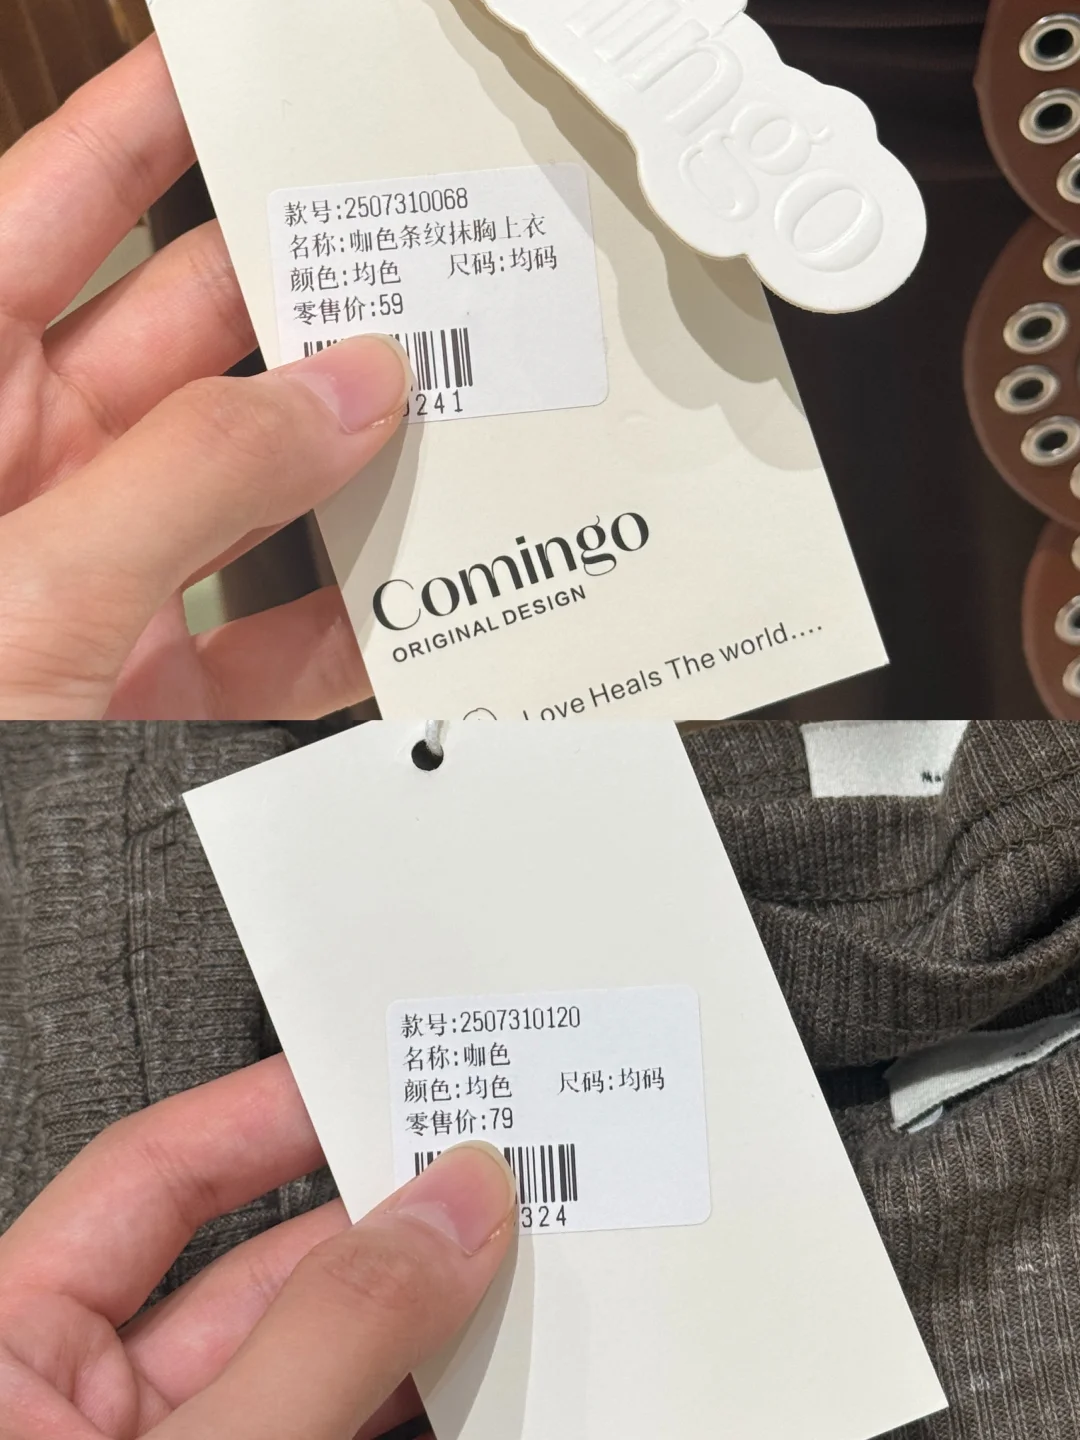 mingo
款号:2507310068
名称:咖色条纹抹胸上衣
颜色:均色 尺码:均码
零售价:59
241
Comingo
ORIGINAL DESIGN
Love Heals The world....
款号:2507310120
名称:咖色
颜色:均色 尺码:均码
零售价:79
324